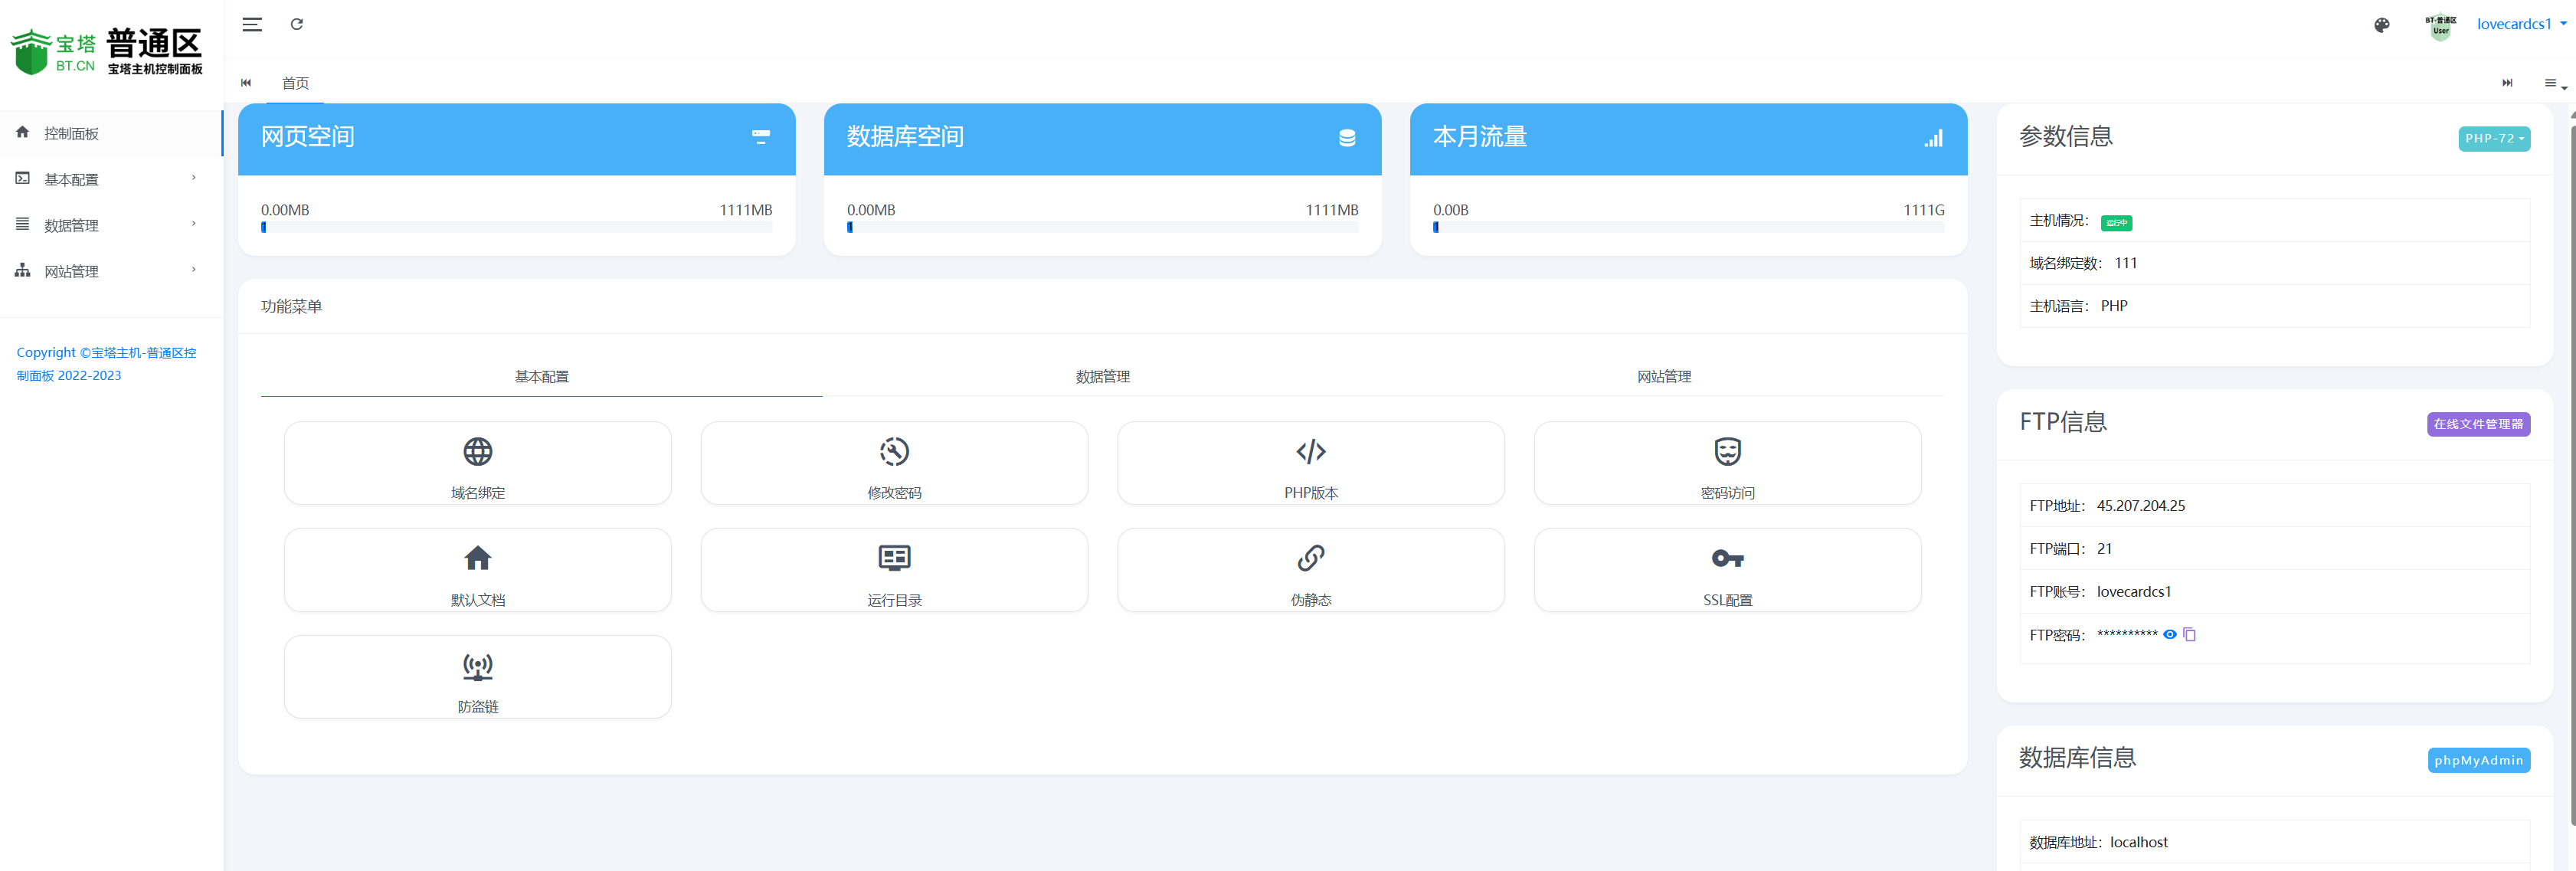 宝塔
BT.CN
普通区
宝塔主机控制面板
控制面板
基本配置
数据管理
网站管理
Copyright ©宝塔主机-普通区控
制面板 2022-2023
BT-普通区
User
lovecardcs1
首页
网页空间
0.00MB 1111MB
数据库空间
0.00MB 1111MB
本月流量
0.00B 1111G
功能菜单
基本配置 数据管理 网站管理
域名绑定 修改密码 PHP版本 密码访问
默认文档 运行目录 伪静态 SSL配置
防盗链
参数信息 PHP-72
主机情况： 运行中
域名绑定数： 111
主机语言： PHP
FTP信息 在线文件管理器
FTP地址： 45.207.204.25
FTP端口： 21
FTP账号： lovecardcs1
FTP密码： **********
数据库信息 phpMyAdmin
数据库地址：localhost